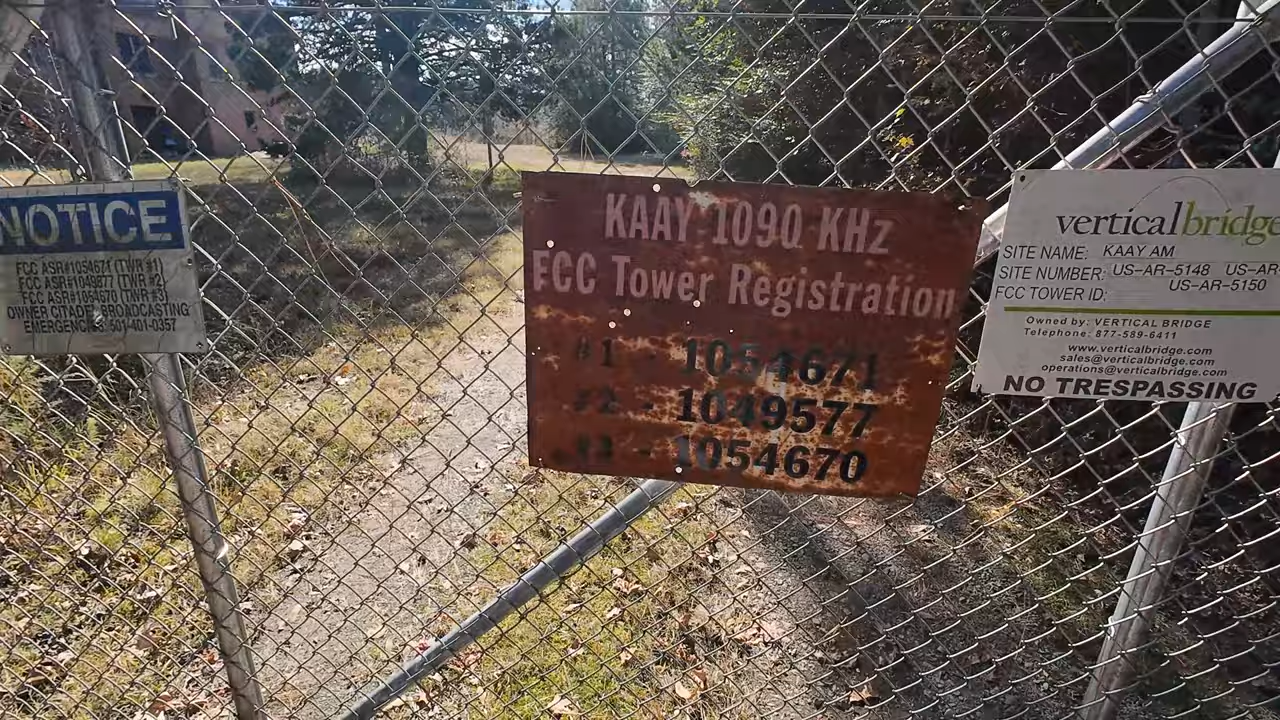 NOTICE
FCC ASR#1054671 (TWR #1)
FCC ASR#1049877 (TWR #2)
FCC ASR#1054670 (TWR #3)
OWNER CITADEL BROADCASTING
EMERGENCIES: 501-401-0357
KAAY 1090 KHz
FCC Tower Registration
#1 - 1054671
#2 - 1049577
#3 - 1054670
verticalbridge
SITE NAME: KAAY AM
SITE NUMBER: US-AR-5148 US-AR-
FCC TOWER ID: US-AR-5150
Owned by: VERTICAL BRIDGE
Telephone: 877-589-6411
www.verticalbridge.com
sales@verticalbridge.com
operations@verticalbridge.com
NO TRESPASSING